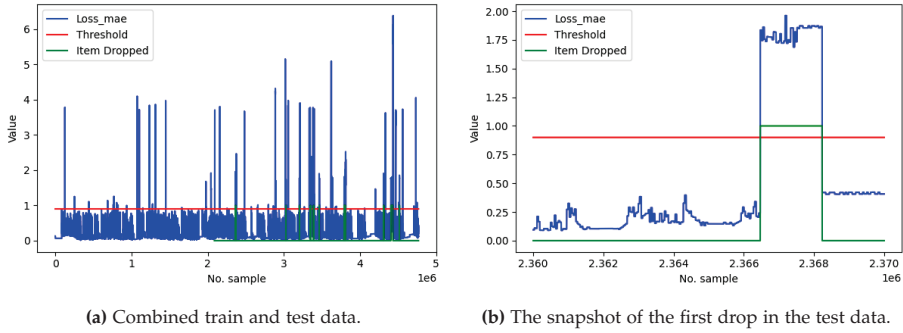 Loss_mae
Threshold
Item Dropped
Value
6
5
4
3
2
1
0
0 1 2 3 4 5
1e6
No. sample
(a) Combined train and test data.
Loss_mae
Threshold
Item Dropped
Value
2.00
1.75
1.50
1.25
1.00
0.75
0.50
0.25
0.00
2.360 2.362 2.364 2.366 2.368 2.370
1e6
No. sample
(b) The snapshot of the first drop in the test data.